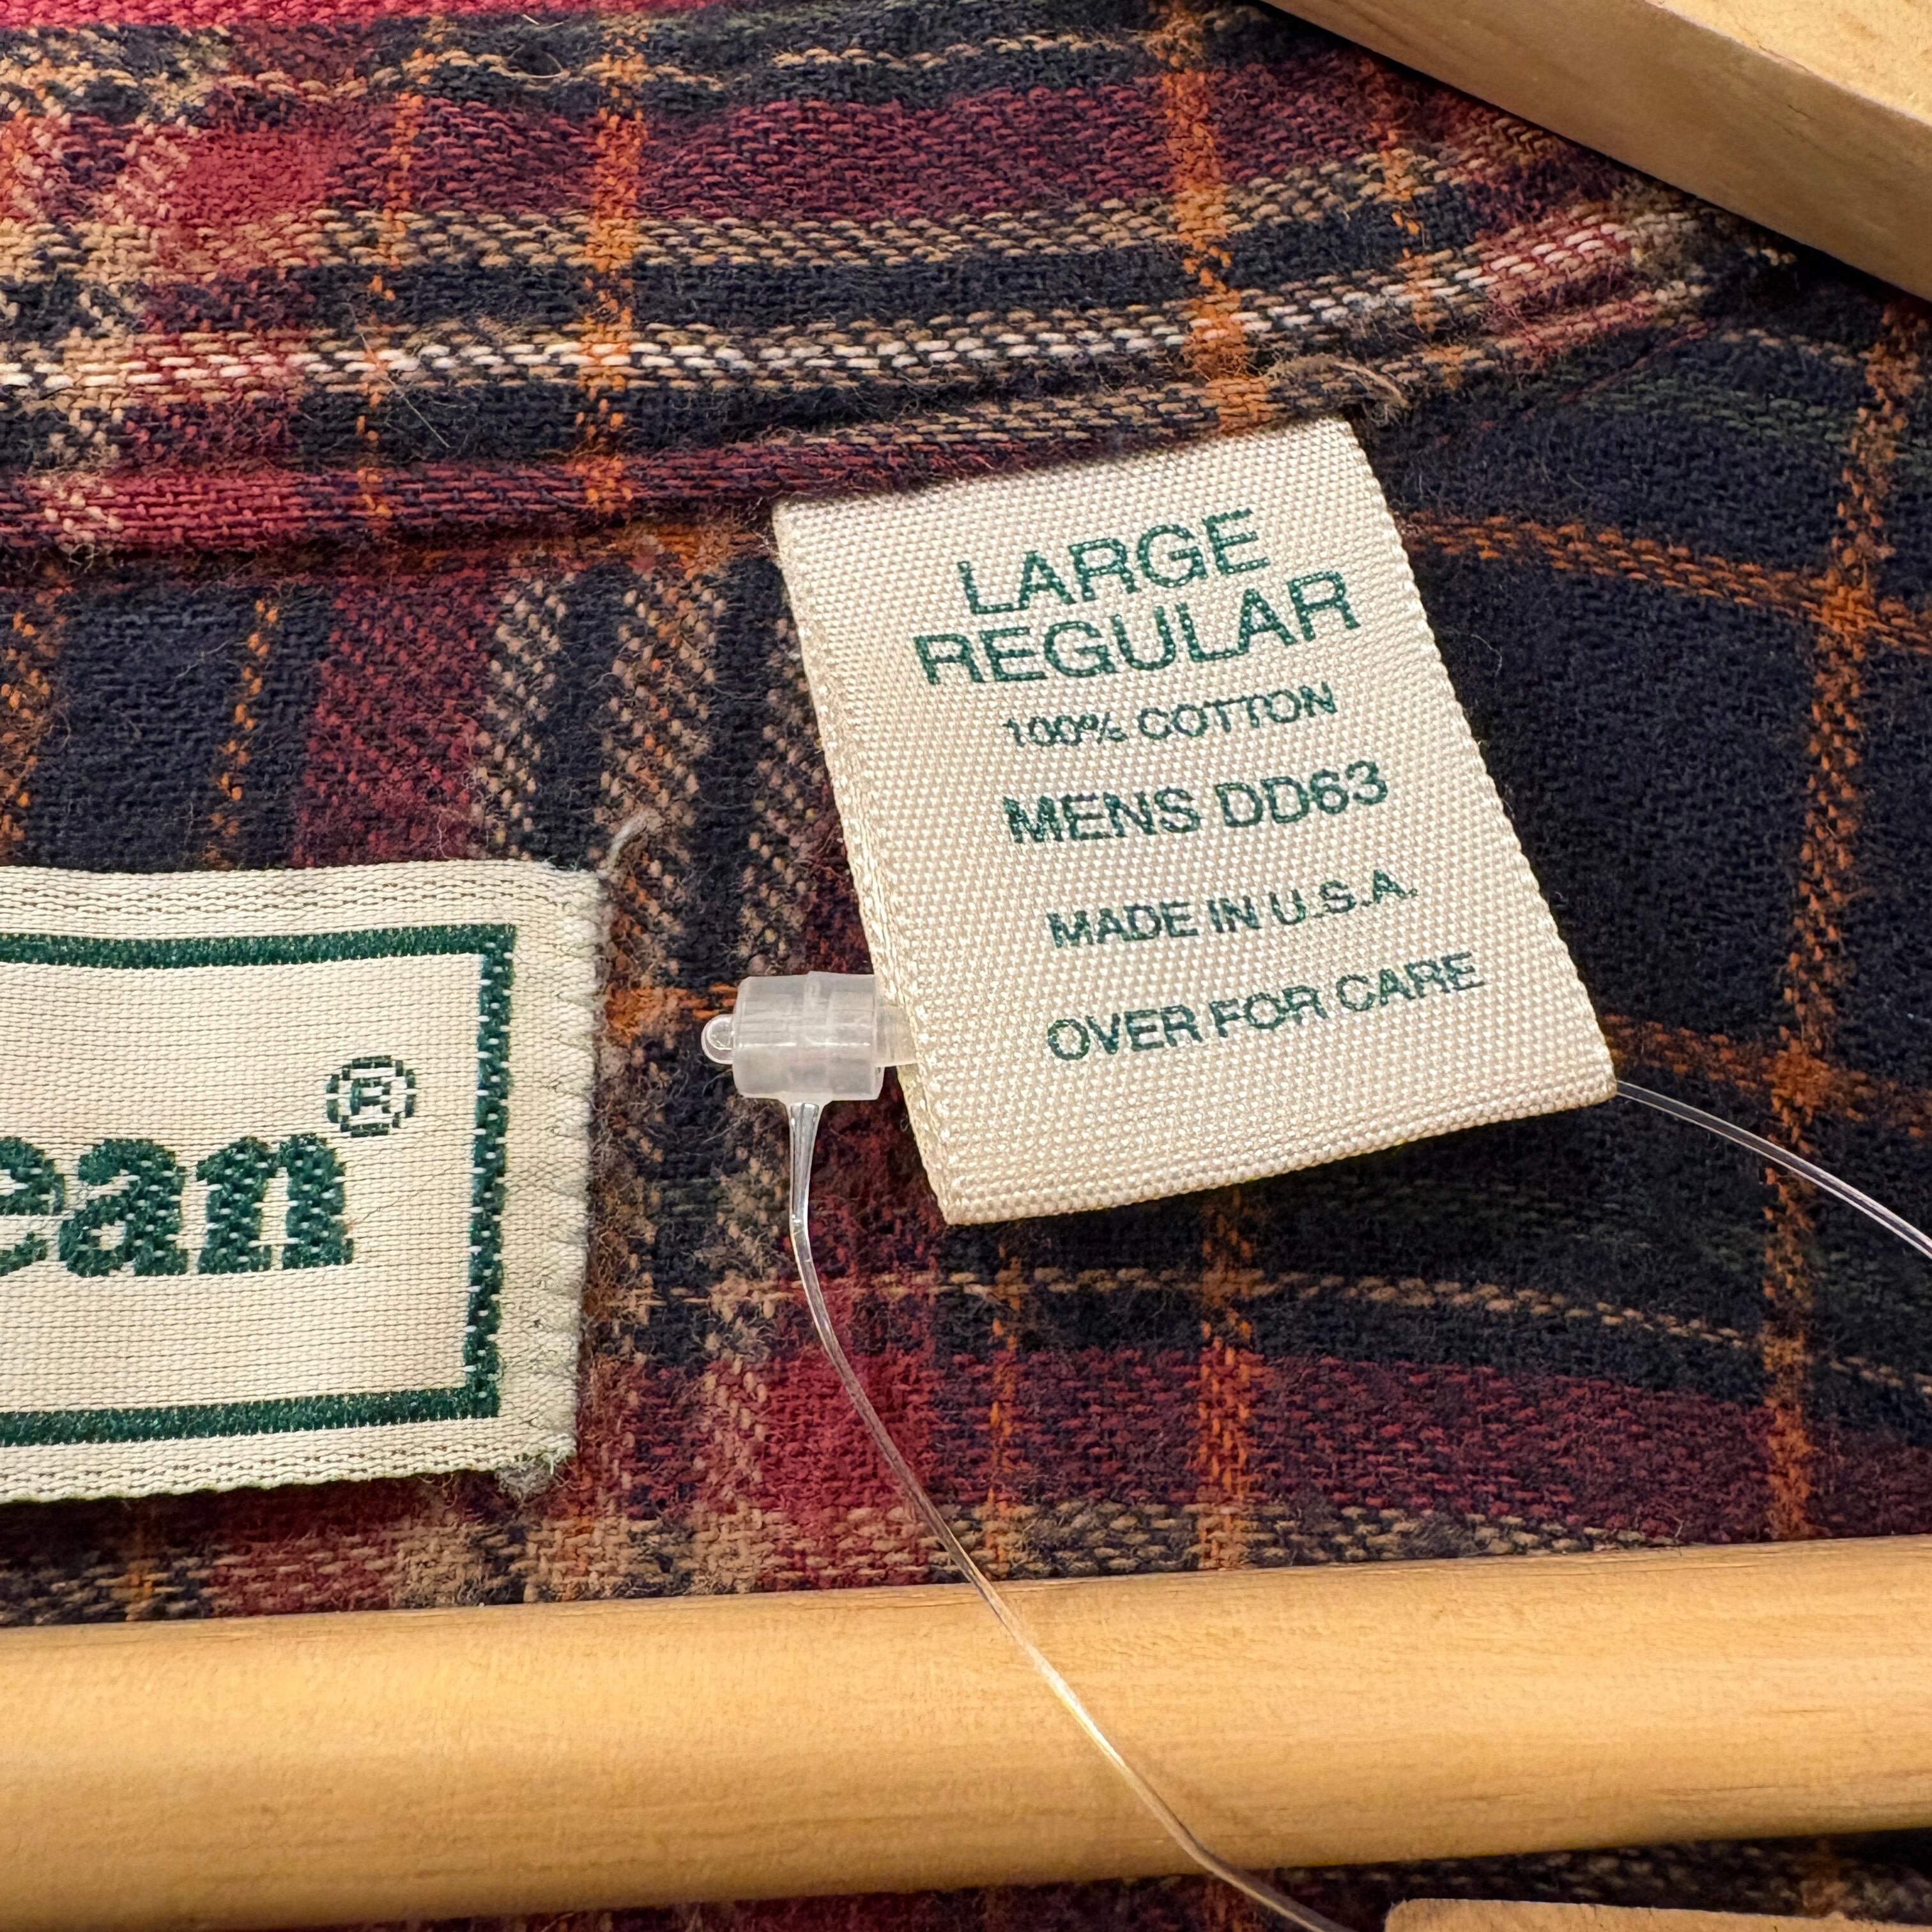 LARGE
REGULAR
100% COTTON
MENS DD63
MADE IN U.S.A.
OVER FOR CARE
ean®